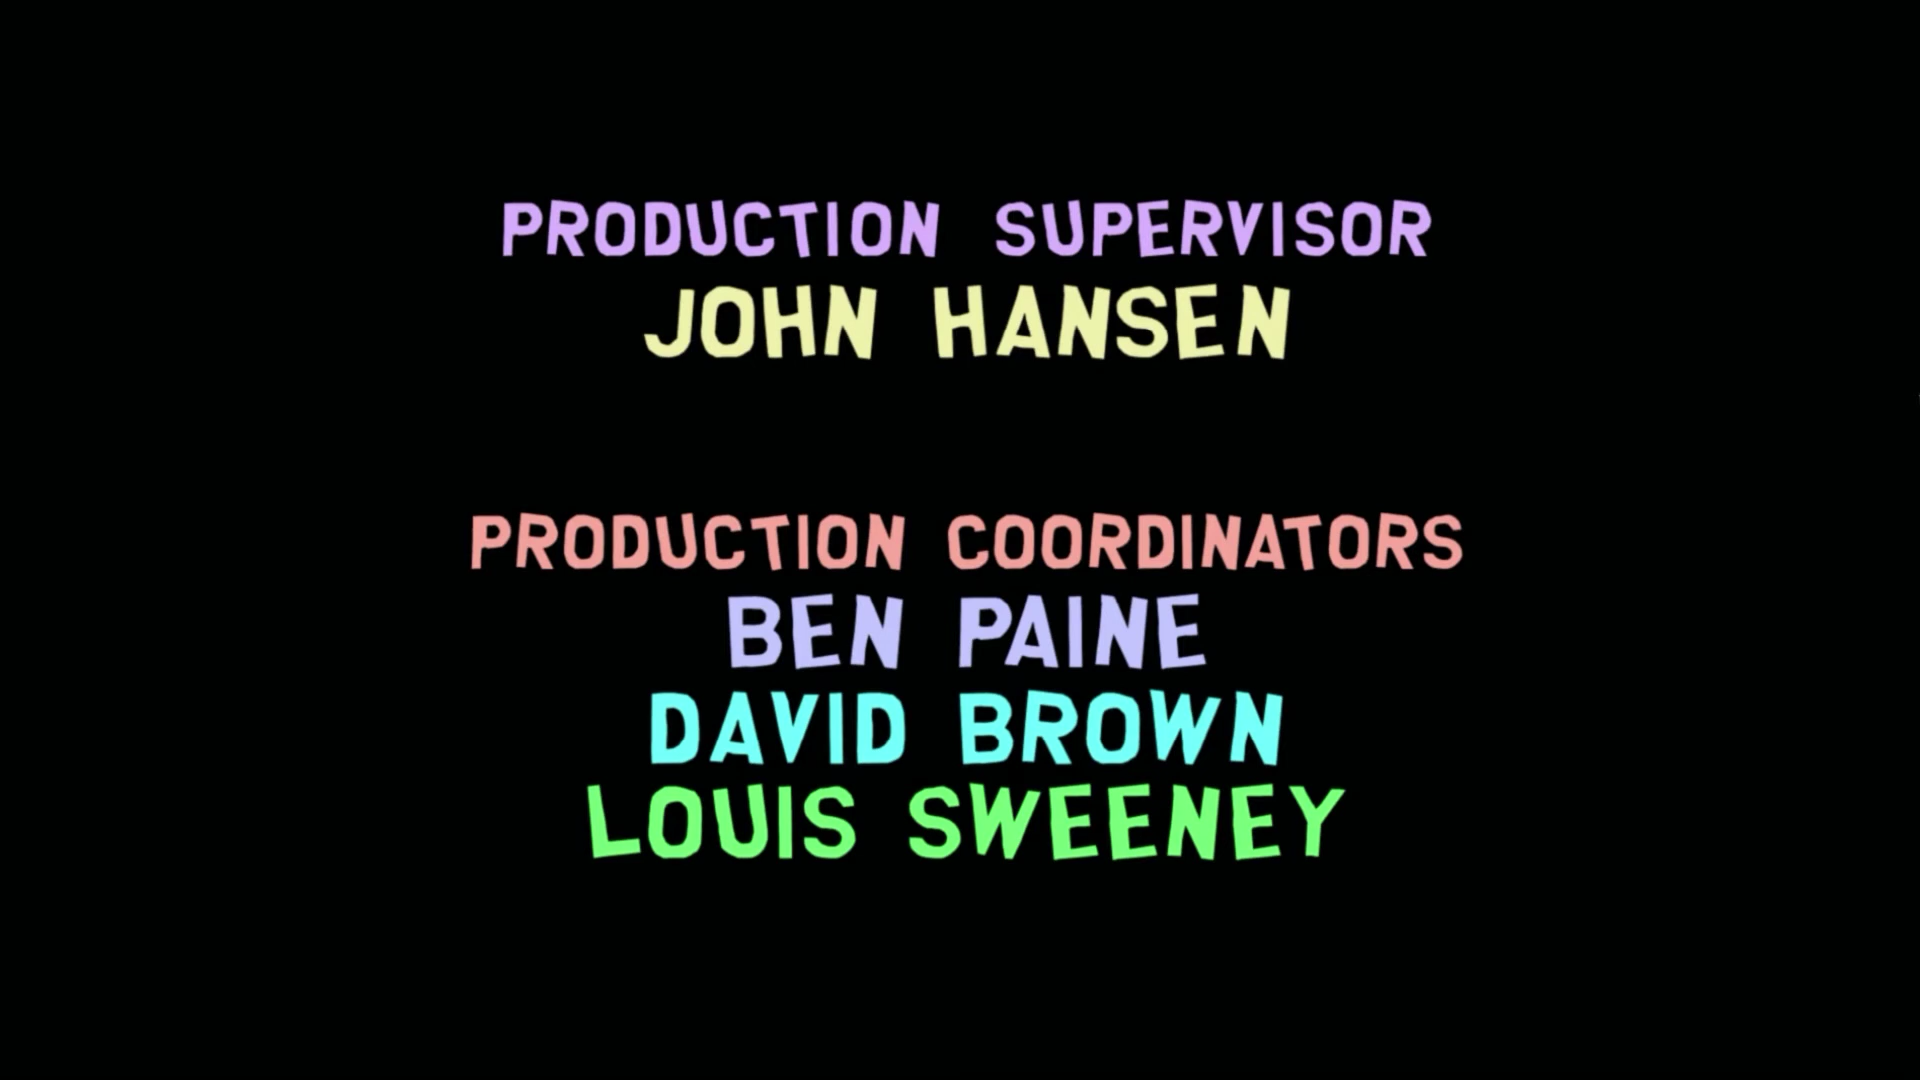 PRODUCTION SUPERVISOR
JOHN HANSEN
PRODUCTION COORDINATORS
BEN PAINE
DAVID BROWN
LOUIS SWEENEY